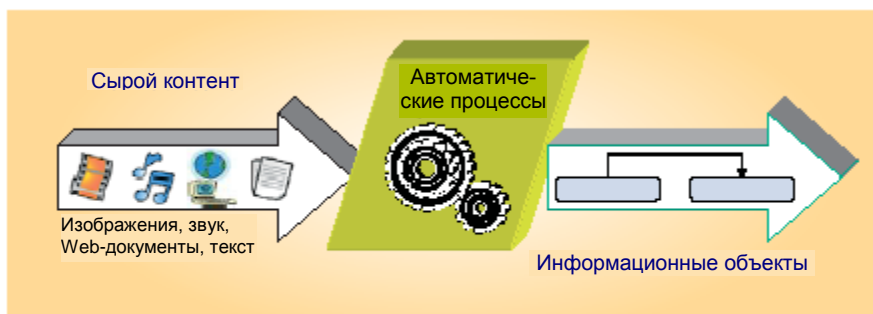 Сырой контент
Автоматиче-
ские процессы
Изображения, звук,
Web-документы, текст
Информационные объекты